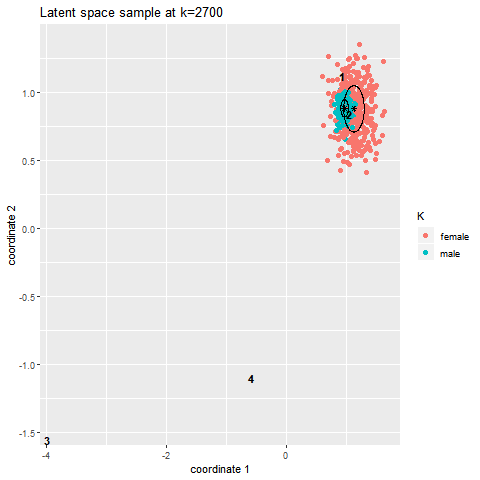 Latent space sample at k=2700
1
2
3
4
1.0
0.5
0.0
-0.5
-1.0
-1.5
-4
-2
0
coordinate 1
coordinate 2
K
female
male